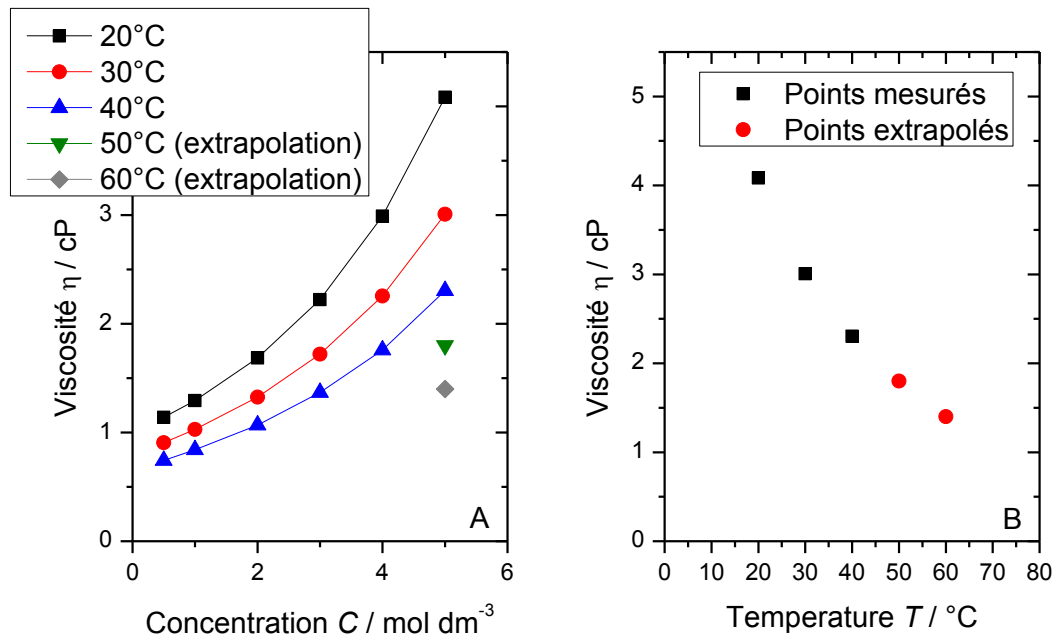 20°C
30°C
40°C
50°C (extrapolation)
60°C (extrapolation)
3
2
1
0
0 2 4 6
Viscosité η / cP
Concentration C / mol dm-3
A
Points mesurés
Points extrapolés
5
4
3
2
1
0
0 10 20 30 40 50 60 70 80
Viscosité η / cP
Temperature T / °C
B